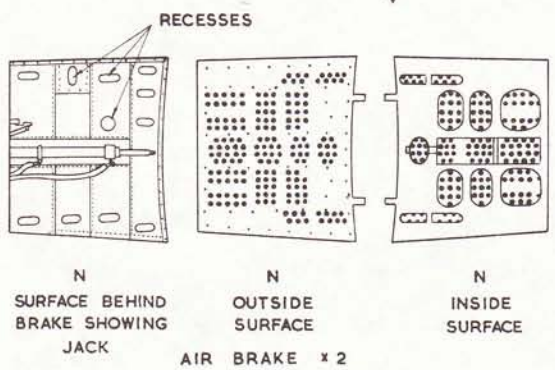 RECESSES
N
SURFACE BEHIND
BRAKE SHOWING
JACK
N
OUTSIDE
SURFACE
N
INSIDE
SURFACE
AIR BRAKE × 2